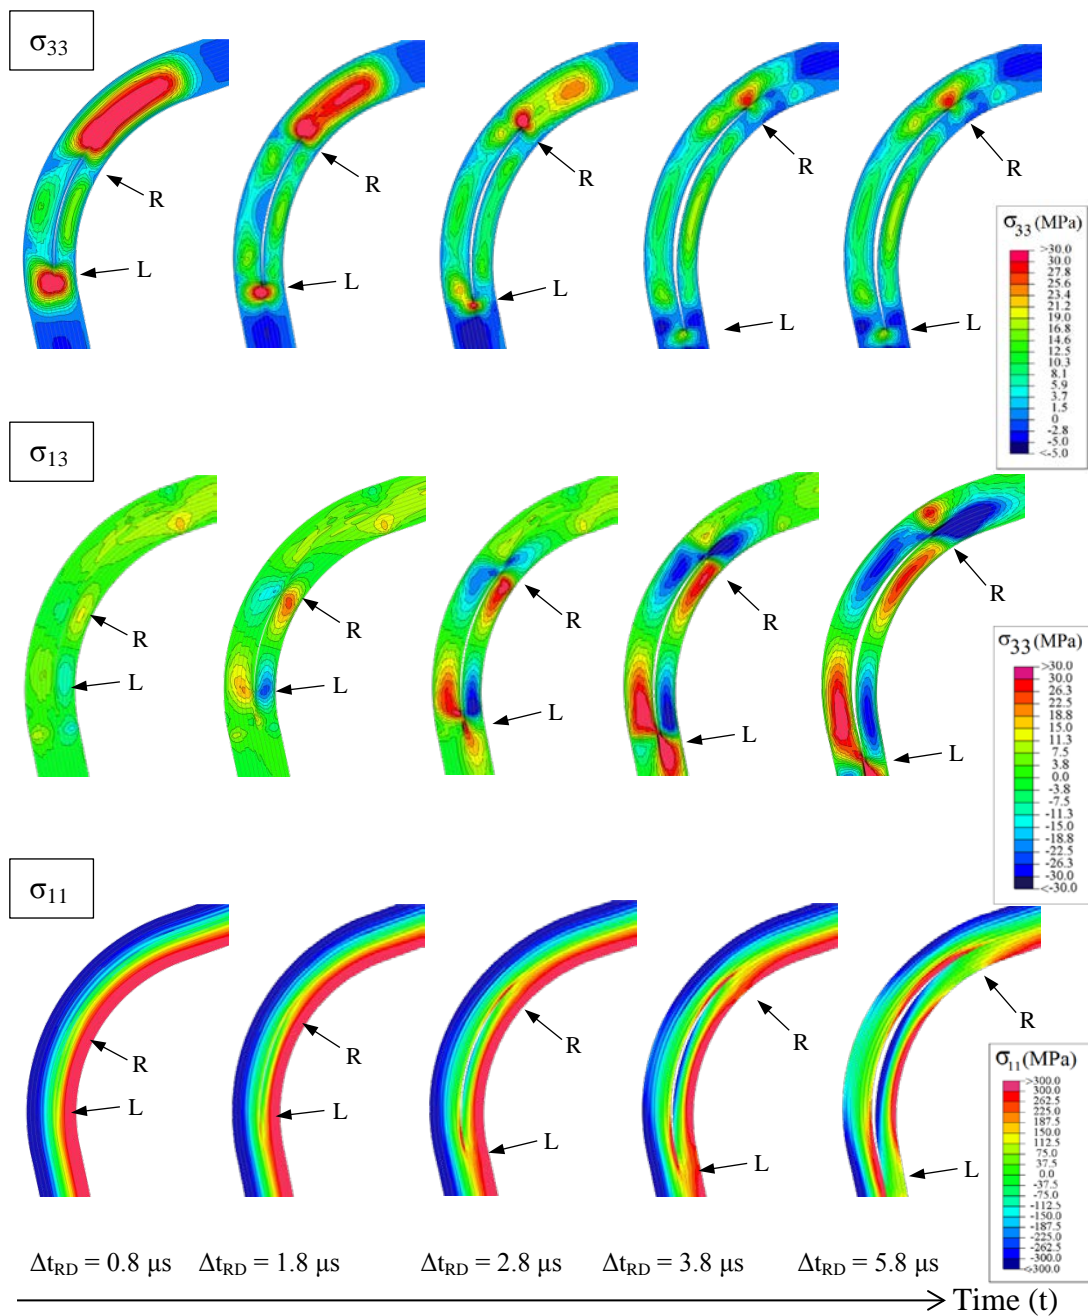 σ33
R
R
R
R
R
L
L
L
L
L
σ33 (MPa)
>30.0
30.0
27.8
25.6
23.4
21.2
19.0
16.8
14.6
12.5
10.3
8.1
5.9
3.7
1.5
0
-2.8
-5.0
<-5.0
σ13
R
R
R
R
R
L
L
L
L
L
σ33 (MPa)
>30.0
30.0
26.3
22.5
18.8
15.0
11.3
7.5
3.8
0.0
-3.8
-7.5
-11.3
-15.0
-18.8
-22.5
-26.3
-30.0
<-30.0
σ11
R
R
R
R
R
L
L
L
L
L
σ11 (MPa)
>300.0
300.0
262.5
225.0
187.5
150.0
112.5
75.0
37.5
0.0
-37.5
-75.0
-112.5
-150.0
-187.5
-225.0
-262.5
-300.0
<-300.0
ΔtRD = 0.8 μs ΔtRD = 1.8 μs ΔtRD = 2.8 μs ΔtRD = 3.8 μs ΔtRD = 5.8 μs
Time (t)